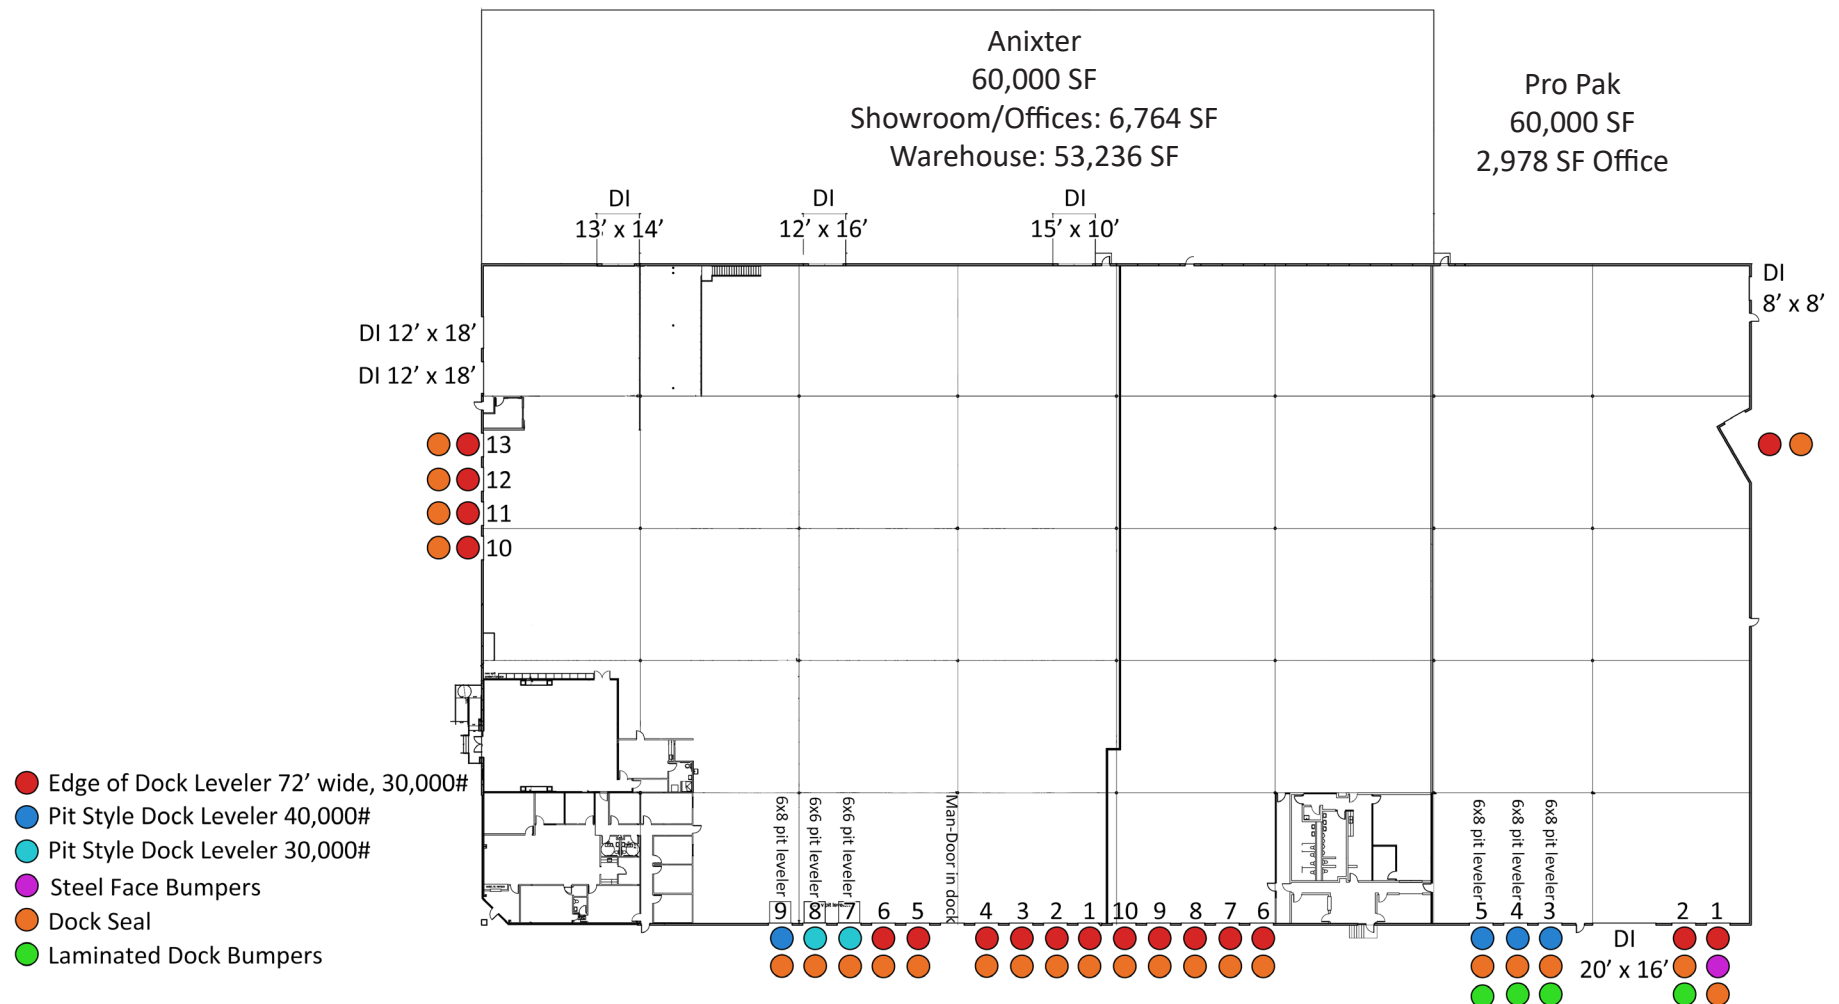 Anixter
60,000 SF
Showroom/Offices: 6,764 SF
Warehouse: 53,236 SF
Pro Pak
60,000 SF
2,978 SF Office
DI
13’ x 14’
DI
12’ x 16’
DI
15’ x 10’
DI
8’ x 8’
DI 12’ x 18’
DI 12’ x 18’
13
12
11
10
Edge of Dock Leveler 72’ wide, 30,000#
Pit Style Dock Leveler 40,000#
Pit Style Dock Leveler 30,000#
Steel Face Bumpers
Dock Seal
Laminated Dock Bumpers
6x8 pit leveler
6x6 pit leveler
6x6 pit leveler
Man-Door in dock
6x8 pit leveler
6x8 pit leveler
6x8 pit leveler
9 8 7 6 5 4 3 2 1 10 9 8 7 6 5 4 3 2 1
DI
20’ x 16’